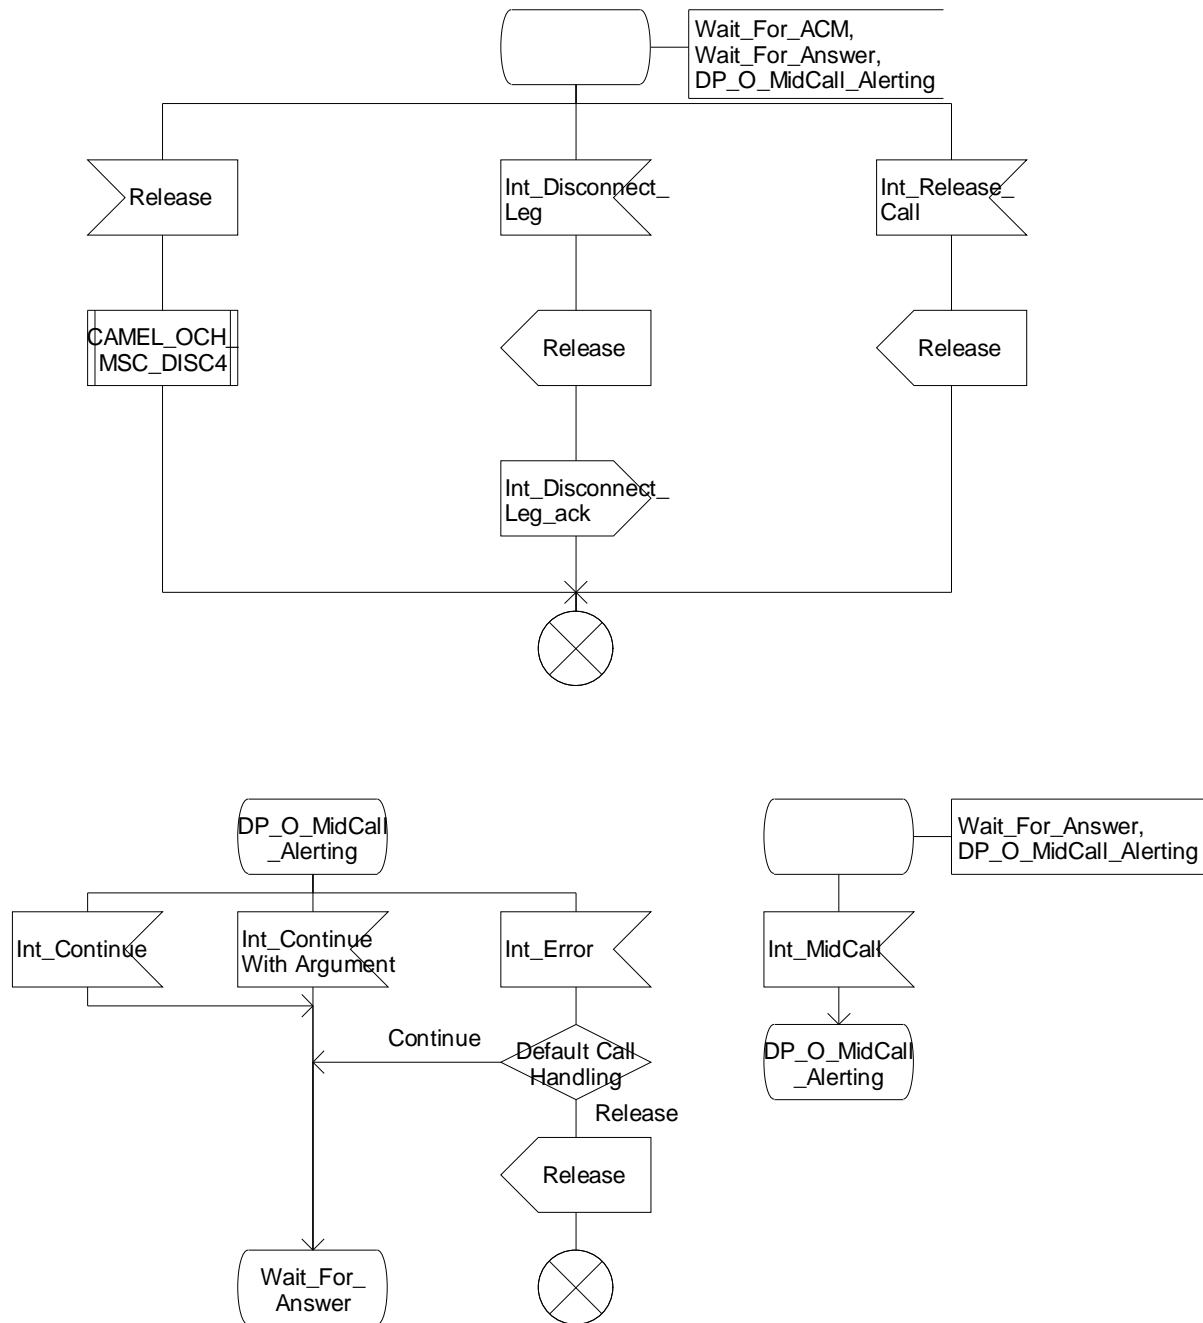 Wait_For_ACM,
Wait_For_Answer,
DP_O_MidCall_Alerting
Release
Int_Disconnect_
Leg
Int_Release_
Call
CAMEL_OCH_
MSC_DISC4
Release
Release
Int_Disconnect_
Leg_ack
DP_O_MidCall
_Alerting
Wait_For_Answer,
DP_O_MidCall_Alerting
Int_Continue
Int_Continue
With Argument
Int_Error
Int_MidCall
Continue
Default Call
Handling
DP_O_MidCall
_Alerting
Release
Release
Wait_For_
Answer